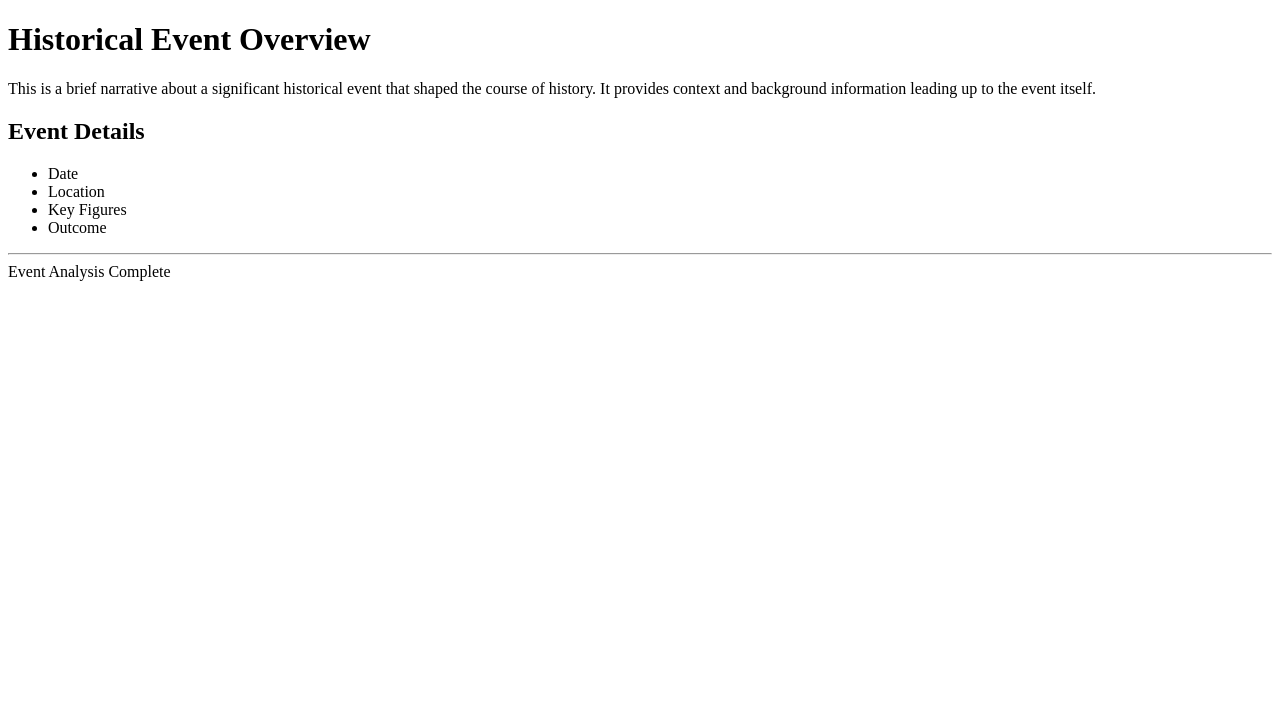 Historical Event Overview
This is a brief narrative about a significant historical event that shaped the course of history. It provides context and background information leading up to the event itself.
Event Details
Date
Location
Key Figures
Outcome
Event Analysis Complete